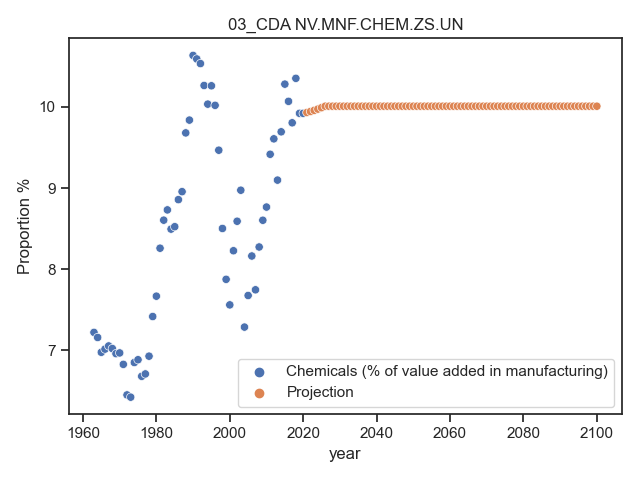 03_CDA NV.MNF.CHEM.ZS.UN
Proportion %
10
9
8
7
Chemicals (% of value added in manufacturing)
Projection
1960 1980 2000 2020 2040 2060 2080 2100
year